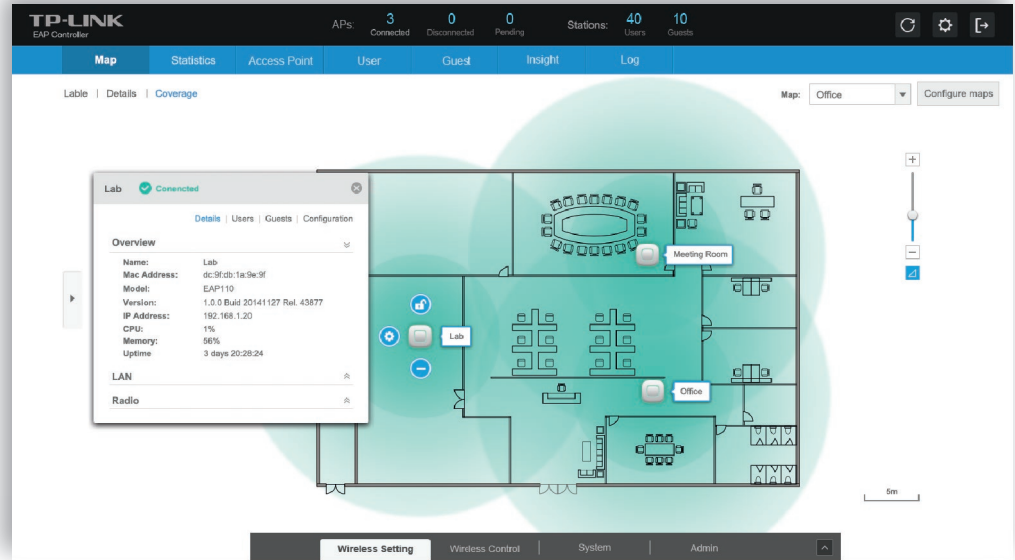 TP-LINK
EAP Controller
APs: 3 Connected 0 Disconnected 0 Pending Stations: 40 Users 10 Guests
Map Statistics Access Point User Guest Insight Log
Lable | Details | Coverage
Map: Office Configure maps
Lab Conencted
Details | Users | Guests | Configuration
Overview
Name: Lab
Mac Address: dc:9f:db:1a:9e:9f
Model: EAP110
Version: 1.0.0 Buid 20141127 Rel. 43877
IP Address: 192.168.1.20
CPU: 1%
Memory: 56%
Uptime 3 days 20:28:24
LAN
Radio
Meeting Room
Lab
Office
5m
Wireless Setting Wireless Control | System | Admin